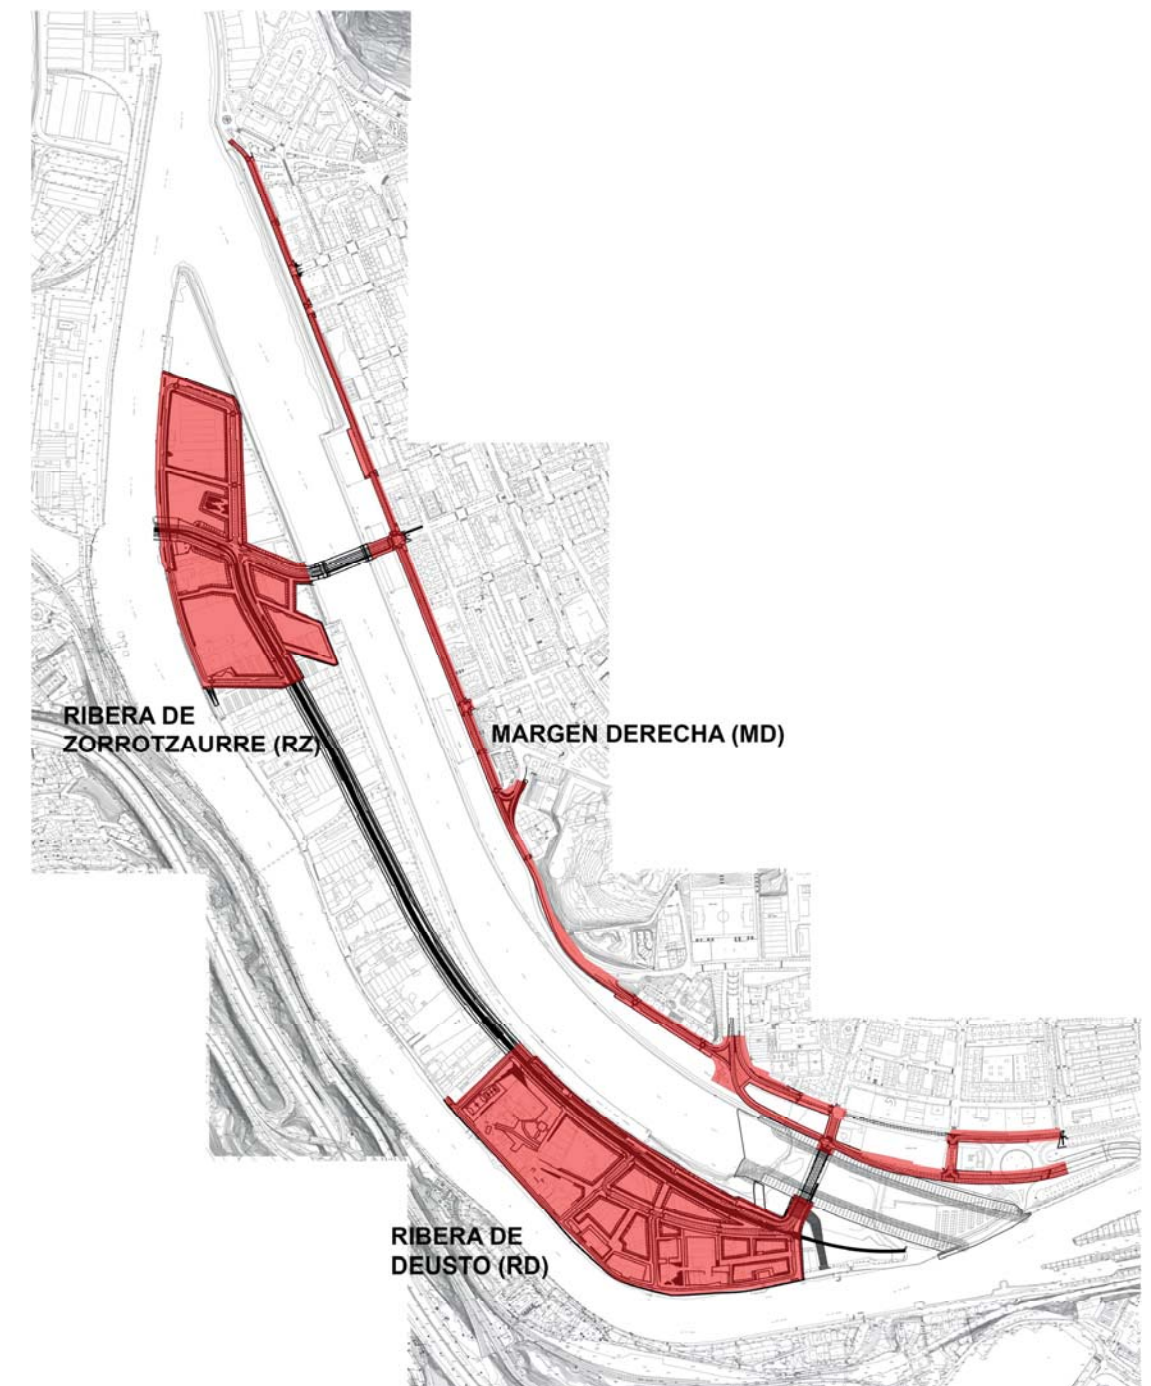 RIBERA DE
ZORROTZAURRE (RZ)
MARGEN DERECHA (MD)
RIBERA DE
DEUSTO (RD)